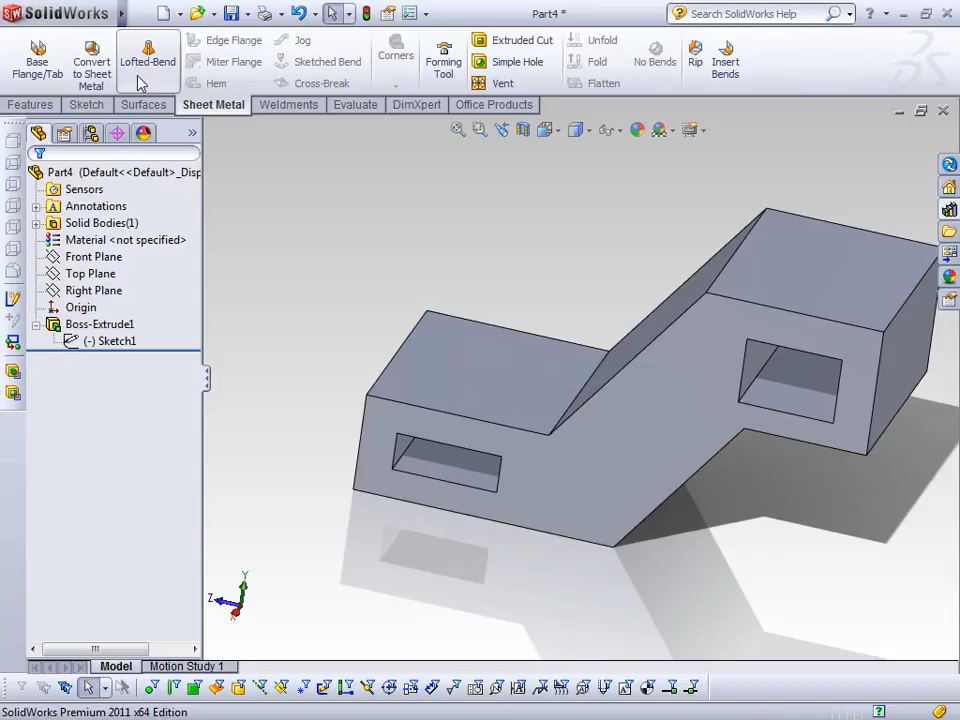 SolidWorks
Part4 *
Search SolidWorks Help
Base Flange/Tab
Convert to Sheet Metal
Lofted-Bend
Edge Flange
Miter Flange
Hem
Jog
Sketched Bend
Cross-Break
Corners
Forming Tool
Extruded Cut
Simple Hole
Vent
Unfold
Fold
Flatten
No Bends
Rip
Insert Bends
Features
Sketch
Surfaces
Sheet Metal
Weldments
Evaluate
DimXpert
Office Products
Part4 (Default<<Default>_Disp
Sensors
Annotations
Solid Bodies(1)
Material <not specified>
Front Plane
Top Plane
Right Plane
Origin
Boss-Extrude1
(-) Sketch1
Y
Z
X
Model
Motion Study 1
SolidWorks Premium 2011 x64 Edition